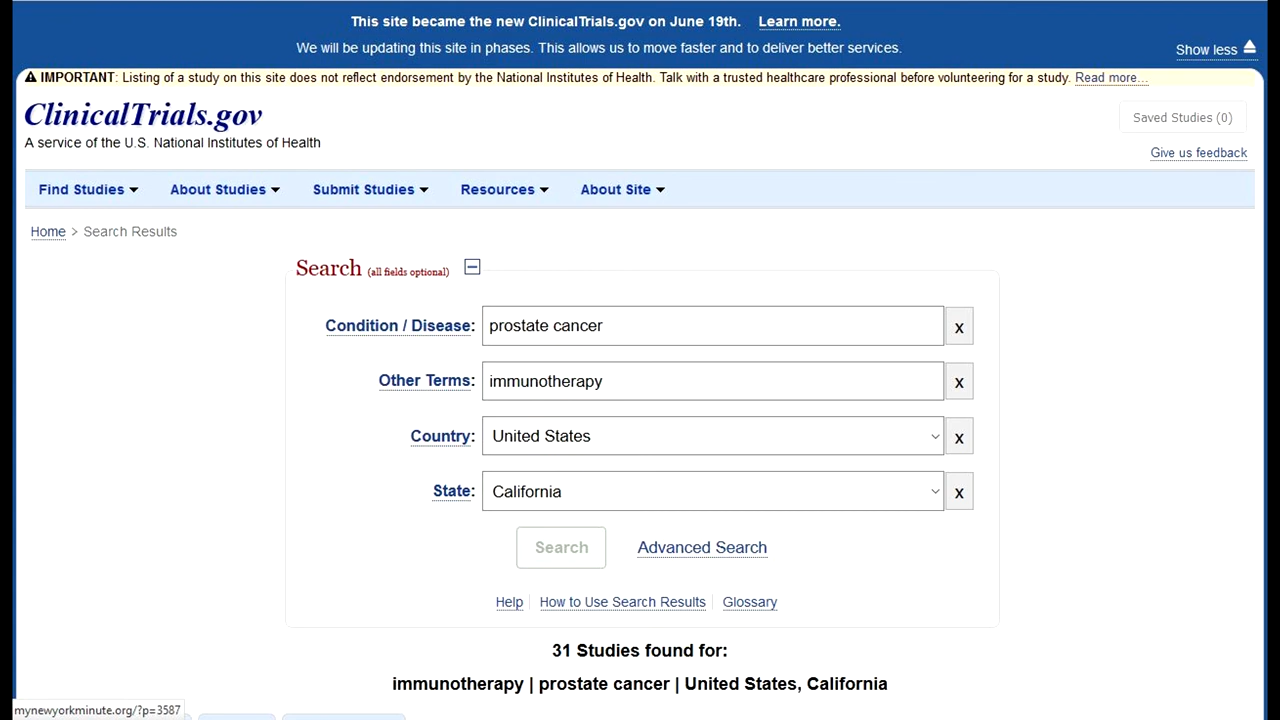 This site became the new ClinicalTrials.gov on June 19th. Learn more.
We will be updating this site in phases. This allows us to move faster and to deliver better services.
Show less
IMPORTANT: Listing of a study on this site does not reflect endorsement by the National Institutes of Health. Talk with a trusted healthcare professional before volunteering for a study. Read more...
ClinicalTrials.gov
A service of the U.S. National Institutes of Health
Saved Studies (0)
Give us feedback
Find Studies About Studies Submit Studies Resources About Site
Home > Search Results
Search (all fields optional)
Condition / Disease: prostate cancer x
Other Terms: immunotherapy x
Country: United States x
State: California x
Search Advanced Search
Help How to Use Search Results Glossary
31 Studies found for:
immunotherapy | prostate cancer | United States, California
mynewyorkminute.org/?p=3587